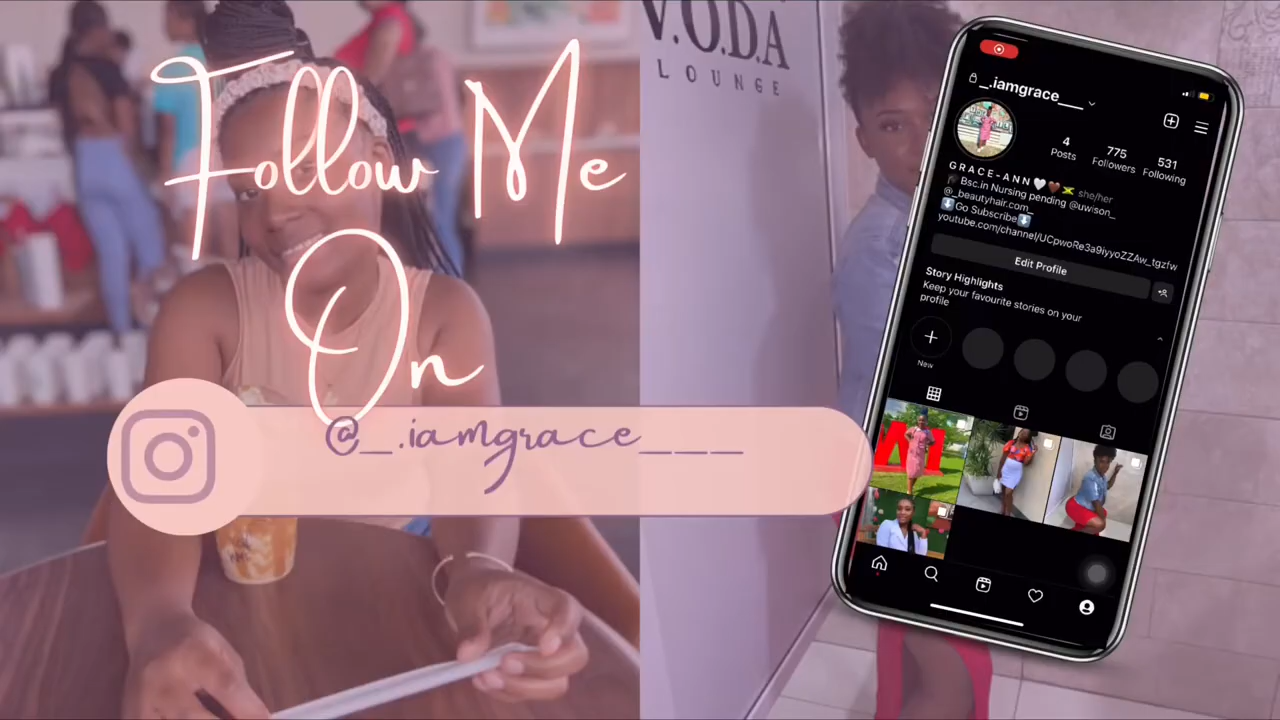 Follow Me
On
@_.iamgrace___
V.O.D.A
LOUNGE
_.iamgrace___
4
Posts
775
Followers
531
Following
GRACE-ANN🤍🤎🇯🇲 she/her
Bsc.in Nursing pending @uwison_
@_beautyhair.com_
⬇️Go Subscribe⬇️
youtube.com/channel/UCpwoRe3a9iyyoZZAw_tgzfw
Edit Profile
Story Highlights
Keep your favourite stories on your
profile
New